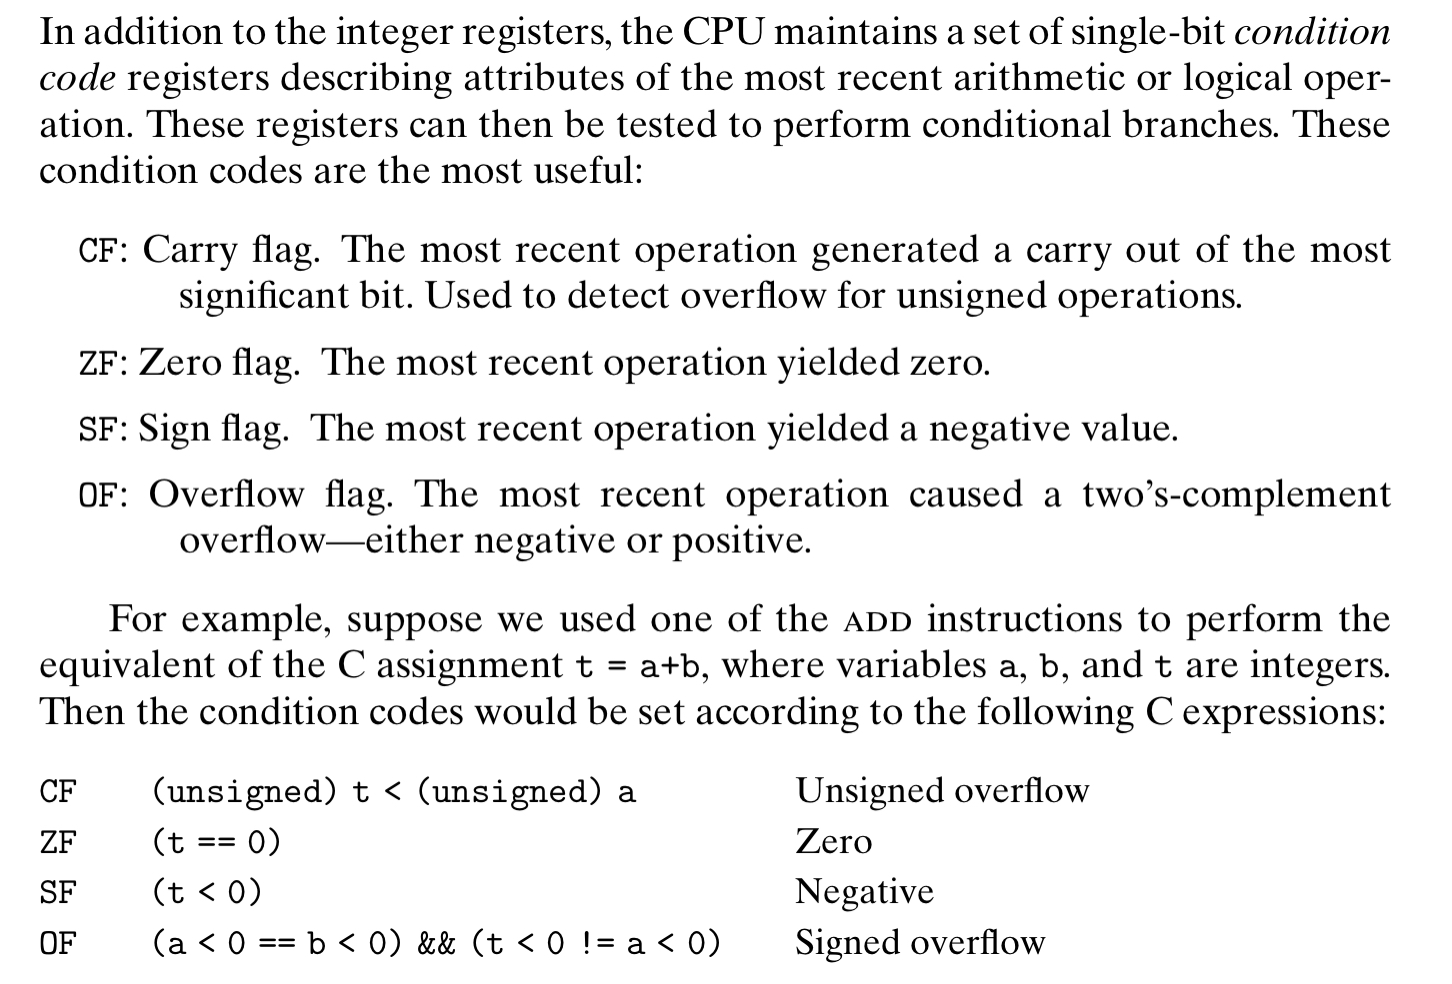 In addition to the integer registers, the CPU maintains a set of single-bit condition
code registers describing attributes of the most recent arithmetic or logical oper-
ation. These registers can then be tested to perform conditional branches. These
condition codes are the most useful:
CF: Carry flag. The most recent operation generated a carry out of the most
significant bit. Used to detect overflow for unsigned operations.
ZF: Zero flag. The most recent operation yielded zero.
SF: Sign flag. The most recent operation yielded a negative value.
OF: Overflow flag. The most recent operation caused a two’s-complement
overflow—either negative or positive.
For example, suppose we used one of the ADD instructions to perform the
equivalent of the C assignment t = a+b, where variables a, b, and t are integers.
Then the condition codes would be set according to the following C expressions:
CF (unsigned) t < (unsigned) a Unsigned overflow
ZF (t == 0) Zero
SF (t < 0) Negative
OF (a < 0 == b < 0) && (t < 0 != a < 0) Signed overflow